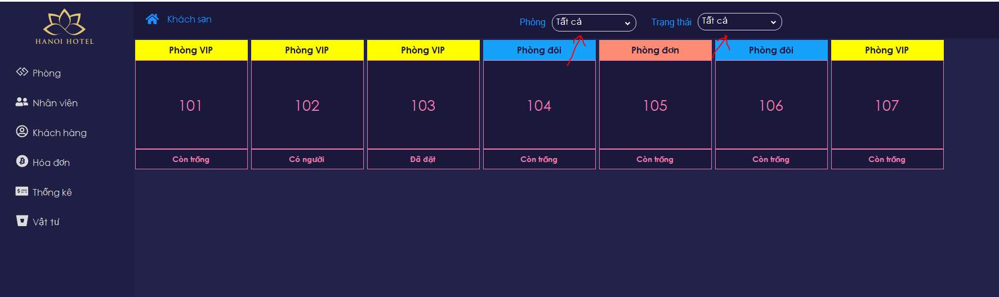 HANOI HOTEL
Khách sạn
Phòng Tất cả Trạng thái Tất cả
Phòng
Nhân viên
Khách hàng
Hóa đơn
Thống kê
Vật tư
Phòng VIP Phòng VIP Phòng VIP Phòng đôi Phòng đơn Phòng đôi Phòng VIP
101 102 103 104 105 106 107
Còn trống Có người Đã đặt Còn trống Còn trống Còn trống Còn trống